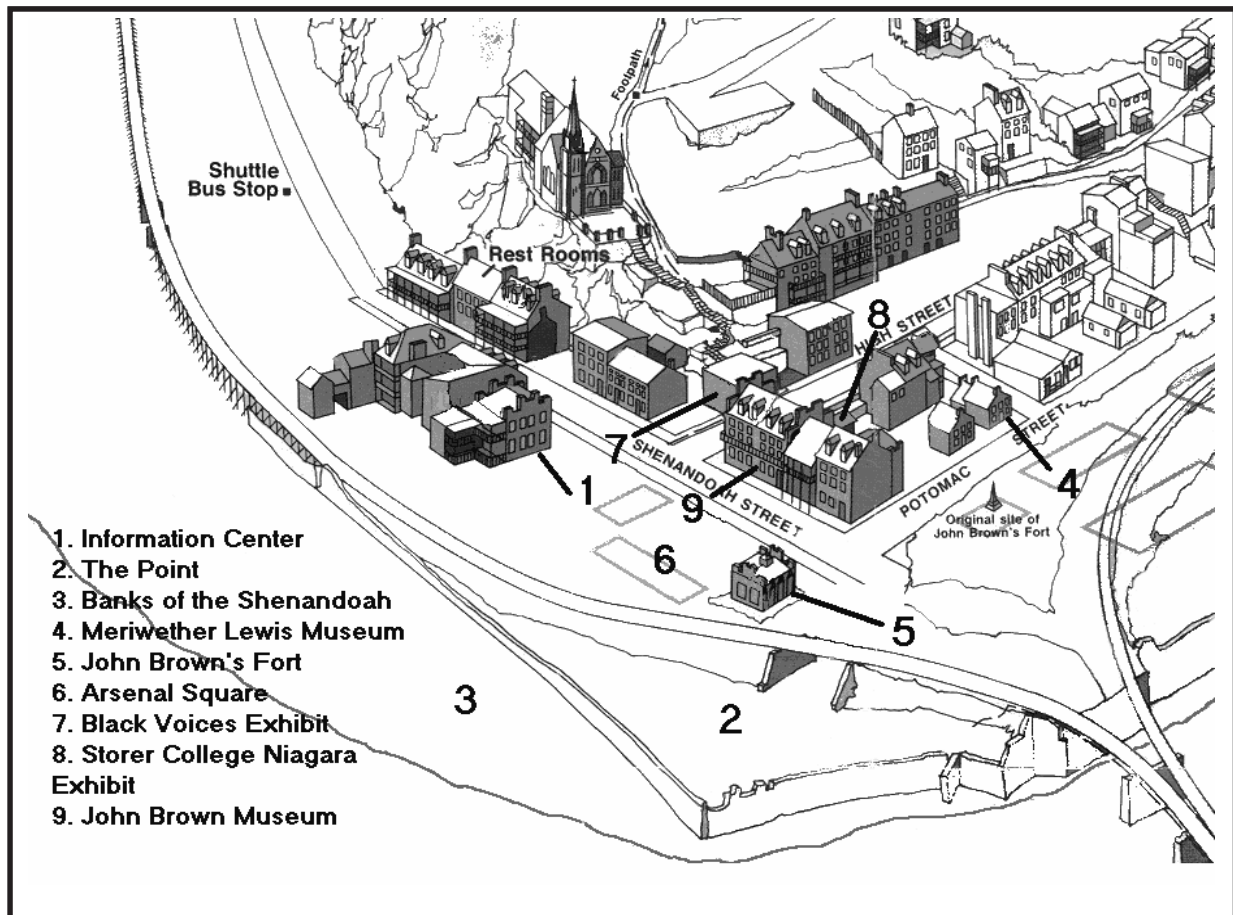 Footpath
Shuttle
Bus Stop
Rest Rooms
8
HIGH STREET
7
SHENANDOAH STREET
9
1
POTOMAC STREET
4
Original site of
John Brown's Fort
6
5
3
2
1. Information Center
2. The Point
3. Banks of the Shenandoah
4. Meriwether Lewis Museum
5. John Brown's Fort
6. Arsenal Square
7. Black Voices Exhibit
8. Storer College Niagara
Exhibit
9. John Brown Museum